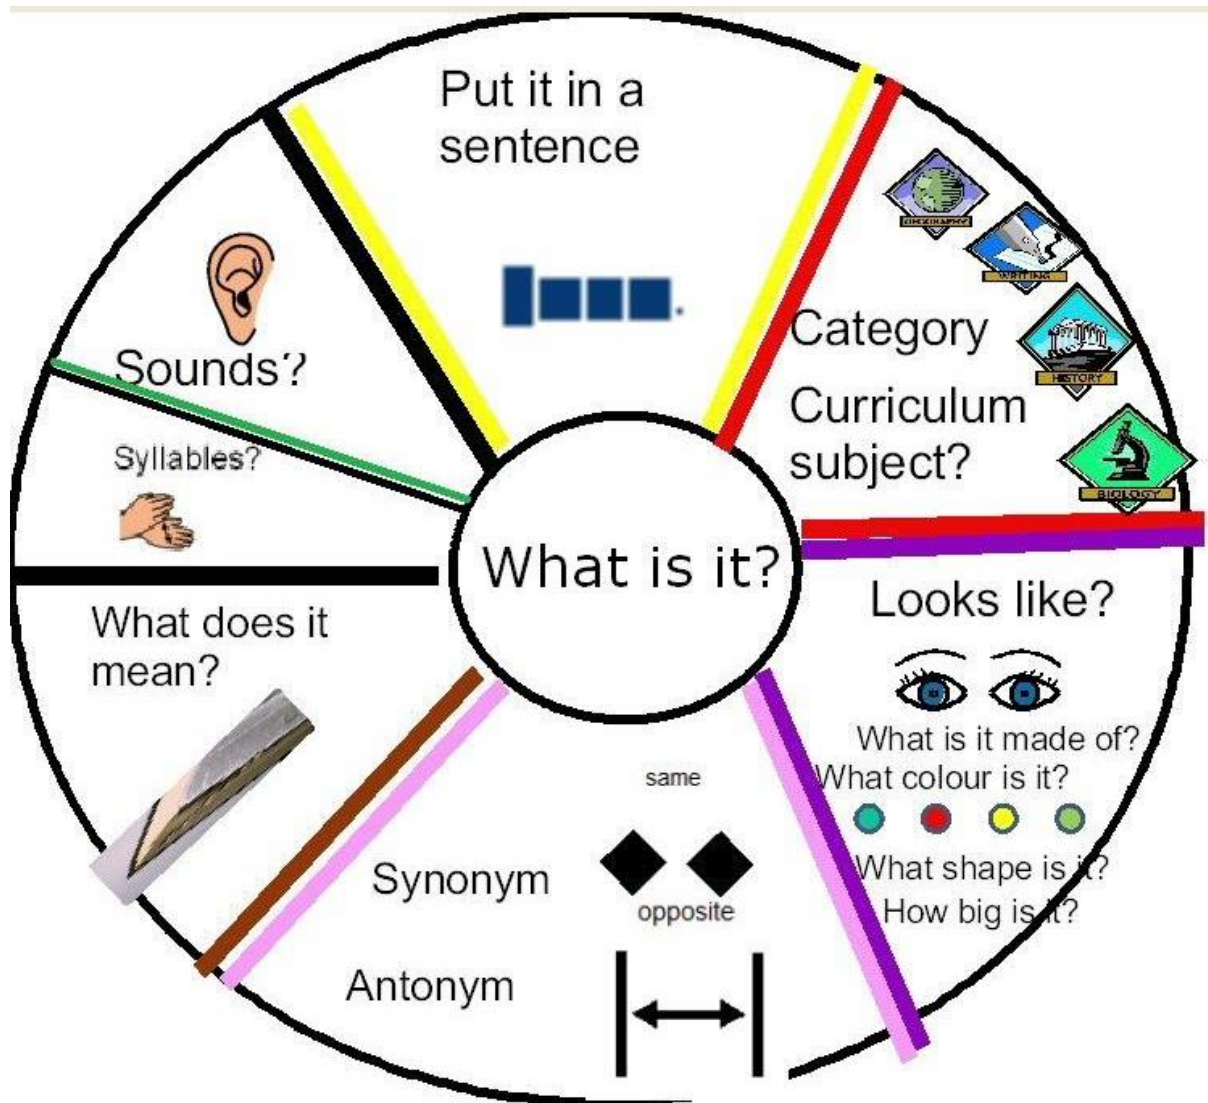 Put it in a
sentence
GEOGRAPHY
WRITING
HISTORY
BIOLOGY
Category
Curriculum
subject?
Looks like?
What is it made of?
What colour is it?
What shape is it?
How big is it?
same
opposite
Synonym
Antonym
What does it
mean?
Syllables?
Sounds?
What is it?